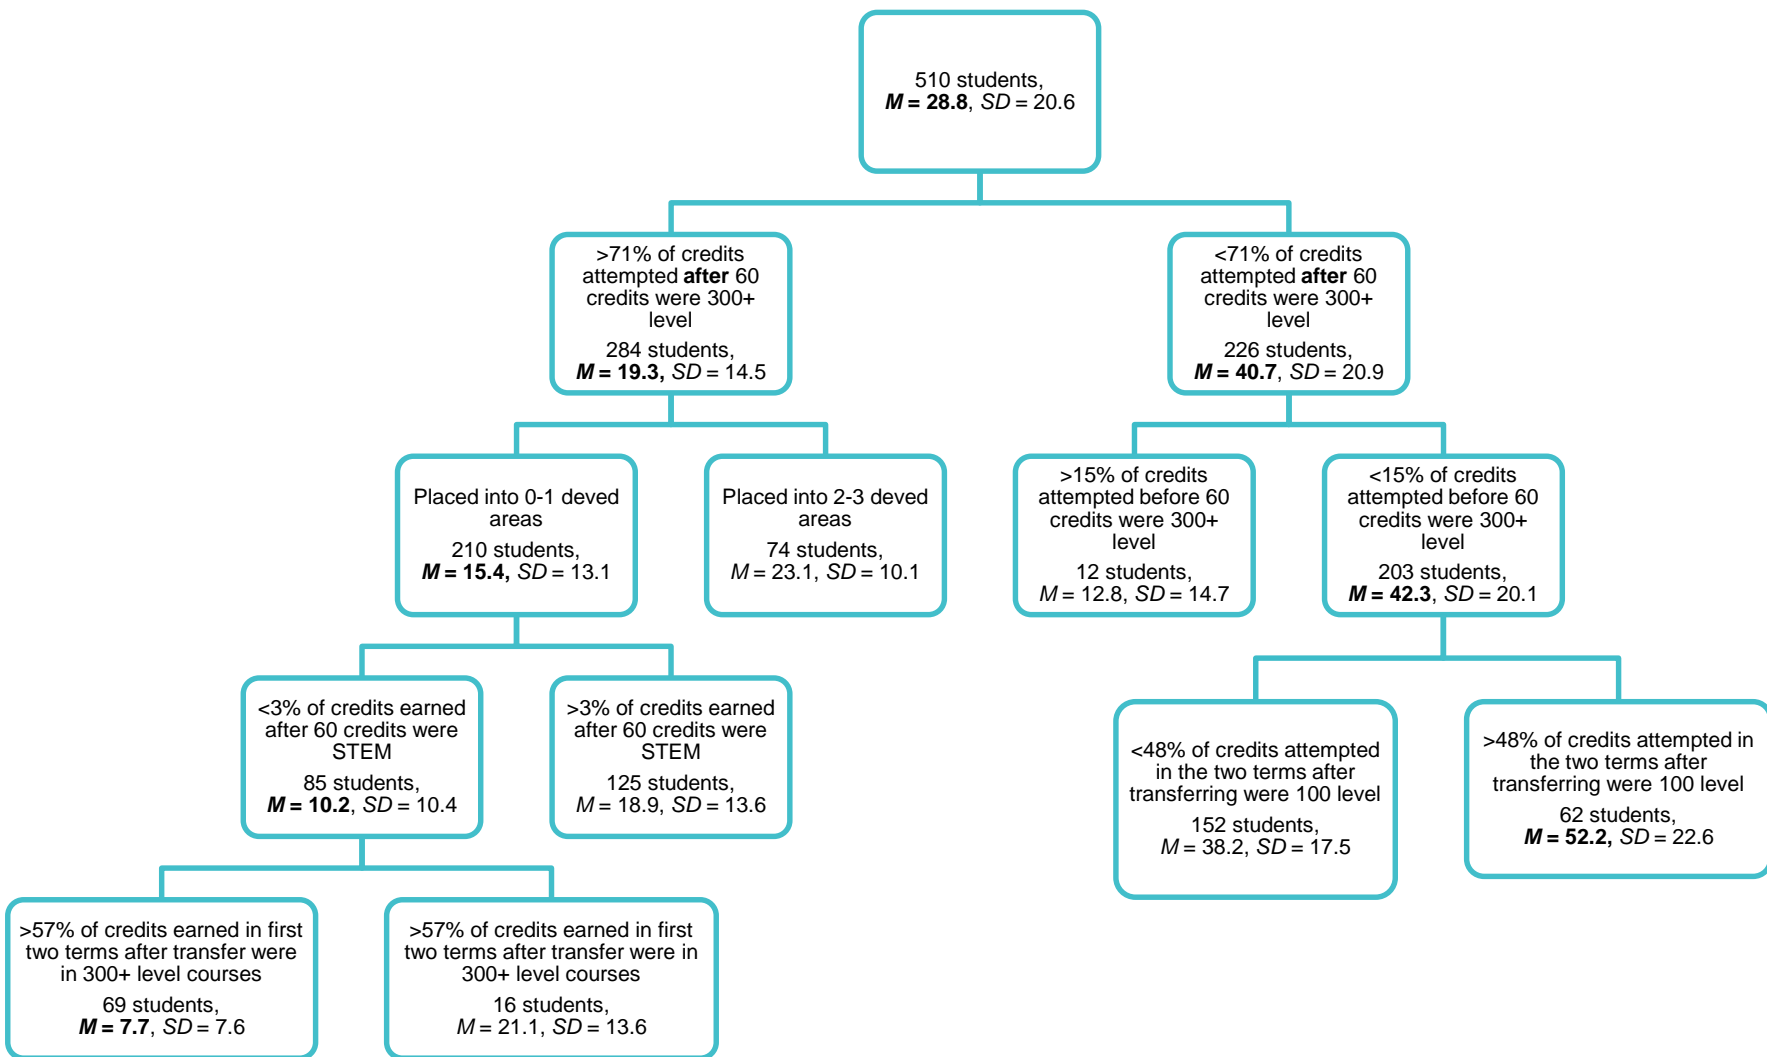 510 students,
M = 28.8, SD = 20.6
>71% of credits
attempted after 60
credits were 300+
level
284 students,
M = 19.3, SD = 14.5
<71% of credits
attempted after 60
credits were 300+
level
226 students,
M = 40.7, SD = 20.9
Placed into 0-1 deved
areas
210 students,
M = 15.4, SD = 13.1
Placed into 2-3 deved
areas
74 students,
M = 23.1, SD = 10.1
>15% of credits
attempted before 60
credits were 300+
level
12 students,
M = 12.8, SD = 14.7
<15% of credits
attempted before 60
credits were 300+
level
203 students,
M = 42.3, SD = 20.1
<3% of credits earned
after 60 credits were
STEM
85 students,
M = 10.2, SD = 10.4
>3% of credits earned
after 60 credits were
STEM
125 students,
M = 18.9, SD = 13.6
<48% of credits attempted
in the two terms after
transferring were 100 level
152 students,
M = 38.2, SD = 17.5
>48% of credits attempted in
the two terms after
transferring were 100 level
62 students,
M = 52.2, SD = 22.6
>57% of credits earned in first
two terms after transfer were
in 300+ level courses
69 students,
M = 7.7, SD = 7.6
>57% of credits earned in first
two terms after transfer were in
300+ level courses
16 students,
M = 21.1, SD = 13.6